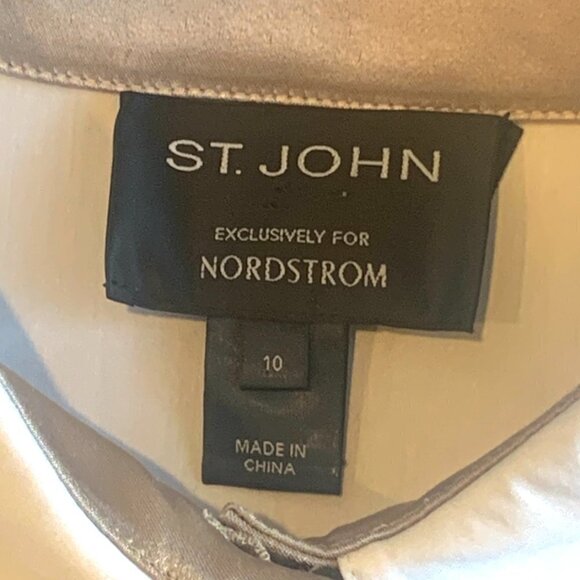 ST. JOHN
EXCLUSIVELY FOR
NORDSTROM
10
MADE IN
CHINA